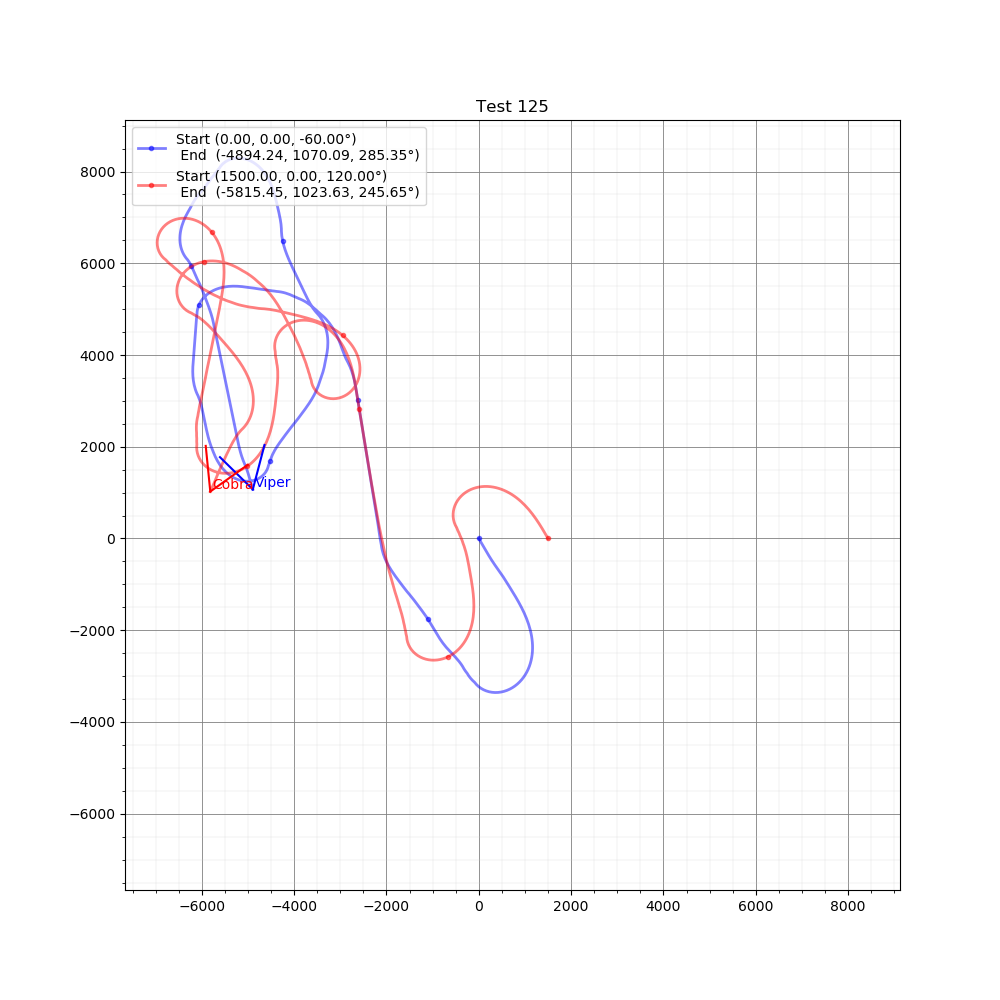 Test 125
Start (0.00, 0.00, -60.00°)
End  (-4894.24, 1070.09, 285.35°)
Start (1500.00, 0.00, 120.00°)
End  (-5815.45, 1023.63, 245.65°)
8000
6000
4000
2000
0
−2000
−4000
−6000
Cobra
Viper
−6000 −4000 −2000 0 2000 4000 6000 8000